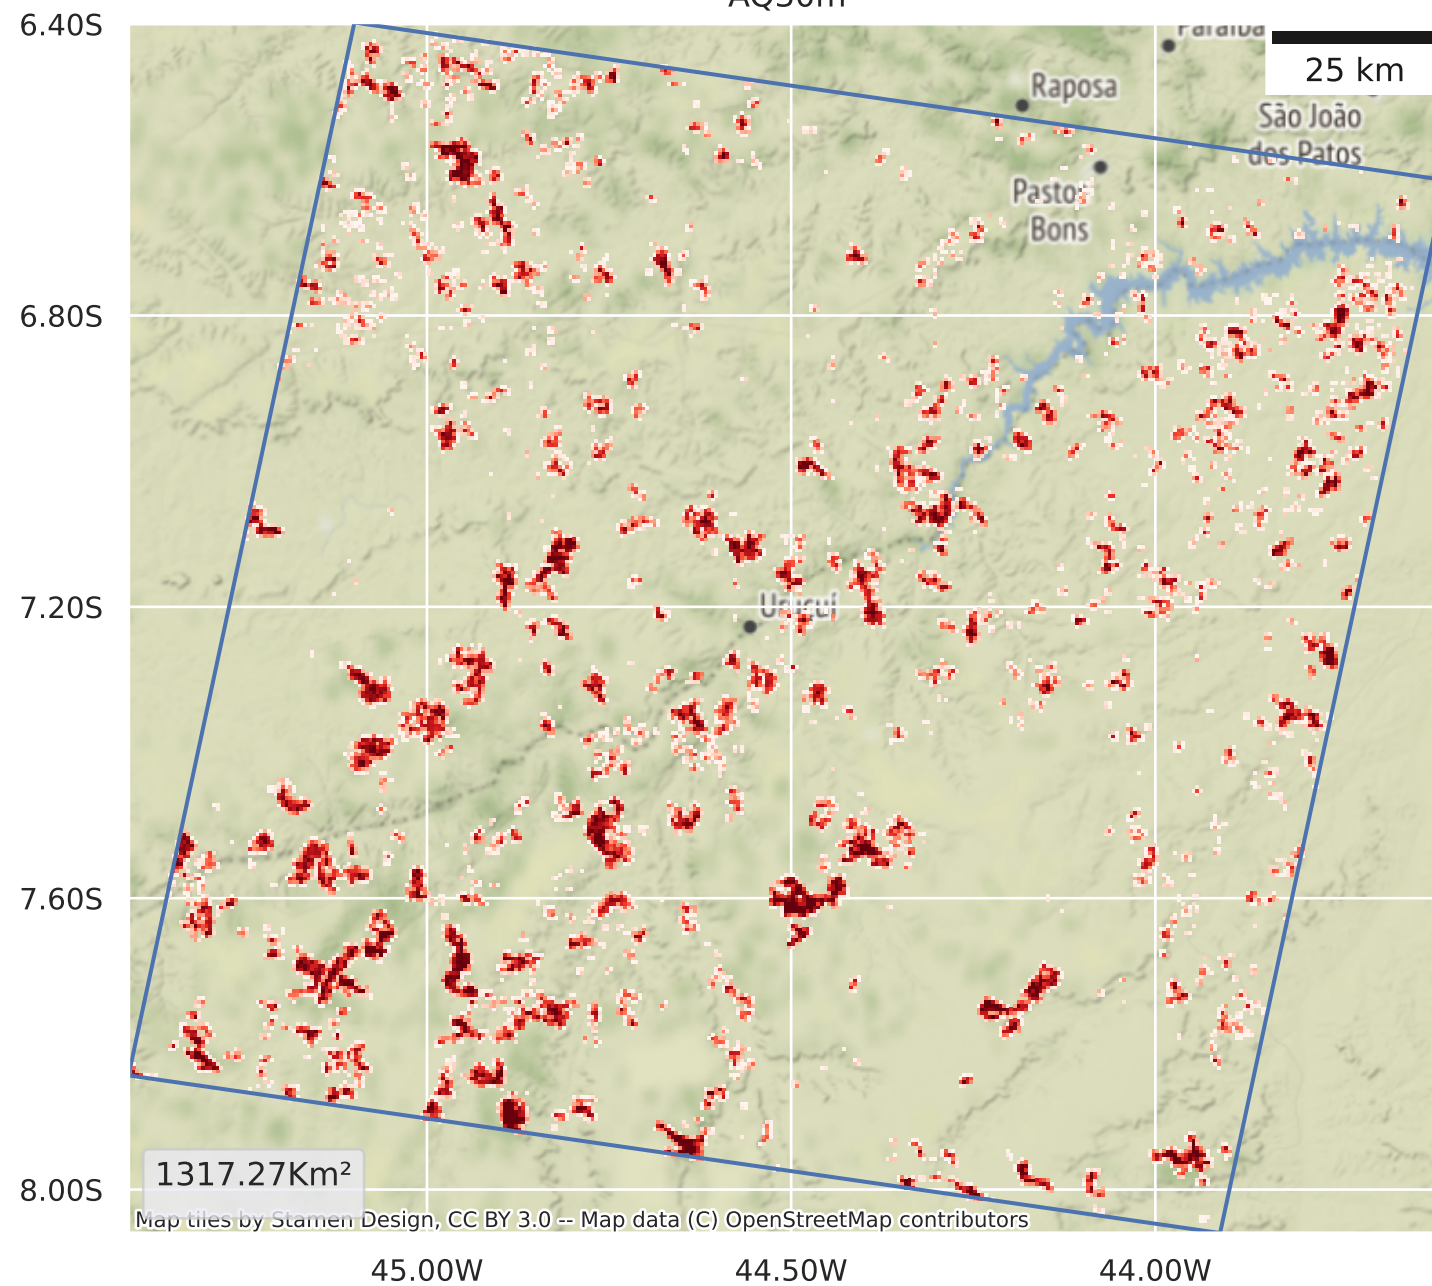 AQ30m
6.40S
25 km
Raposa
São João
dos Patos
Pastos
Bons
6.80S
7.20S
Uruçuí
7.60S
1317.27Km²
8.00S
Map tiles by Stamen Design, CC BY 3.0 -- Map data (C) OpenStreetMap contributors
45.00W
44.50W
44.00W